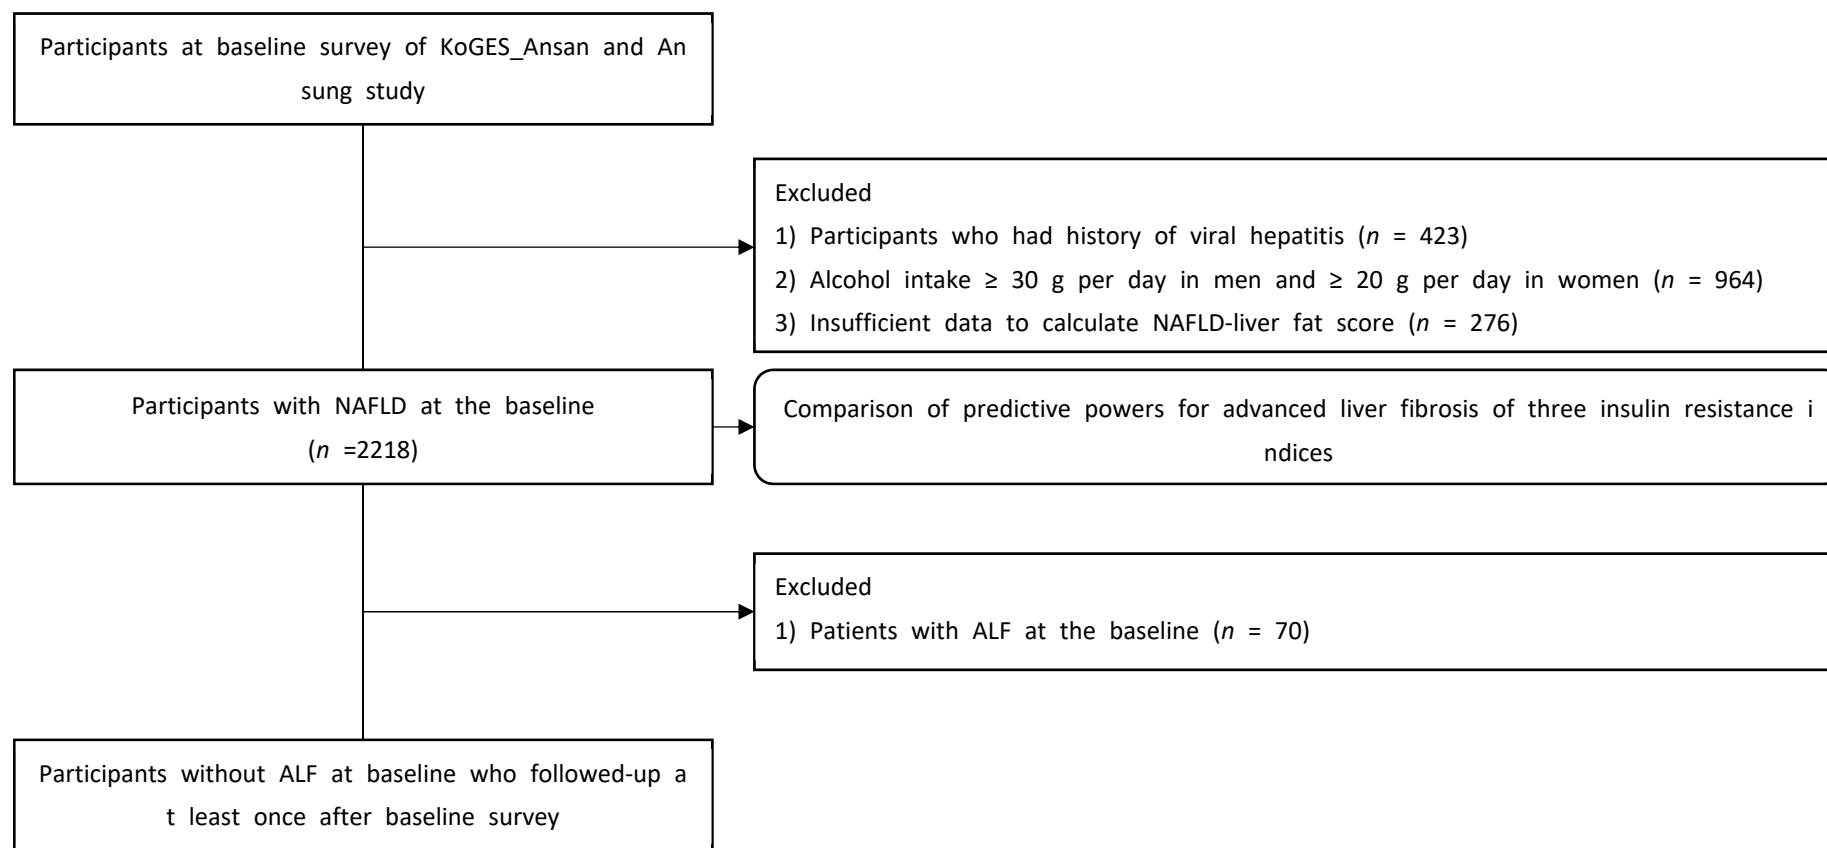 Participants at baseline survey of KoGES_Ansan and An
sung study
Excluded
1) Participants who had history of viral hepatitis (n = 423)
2) Alcohol intake ≥ 30 g per day in men and ≥ 20 g per day in women (n = 964)
3) Insufficient data to calculate NAFLD-liver fat score (n = 276)
Participants with NAFLD at the baseline
(n =2218)
Comparison of predictive powers for advanced liver fibrosis of three insulin resistance i
ndices
Excluded
1) Patients with ALF at the baseline (n = 70)
Participants without ALF at baseline who followed-up a
t least once after baseline survey